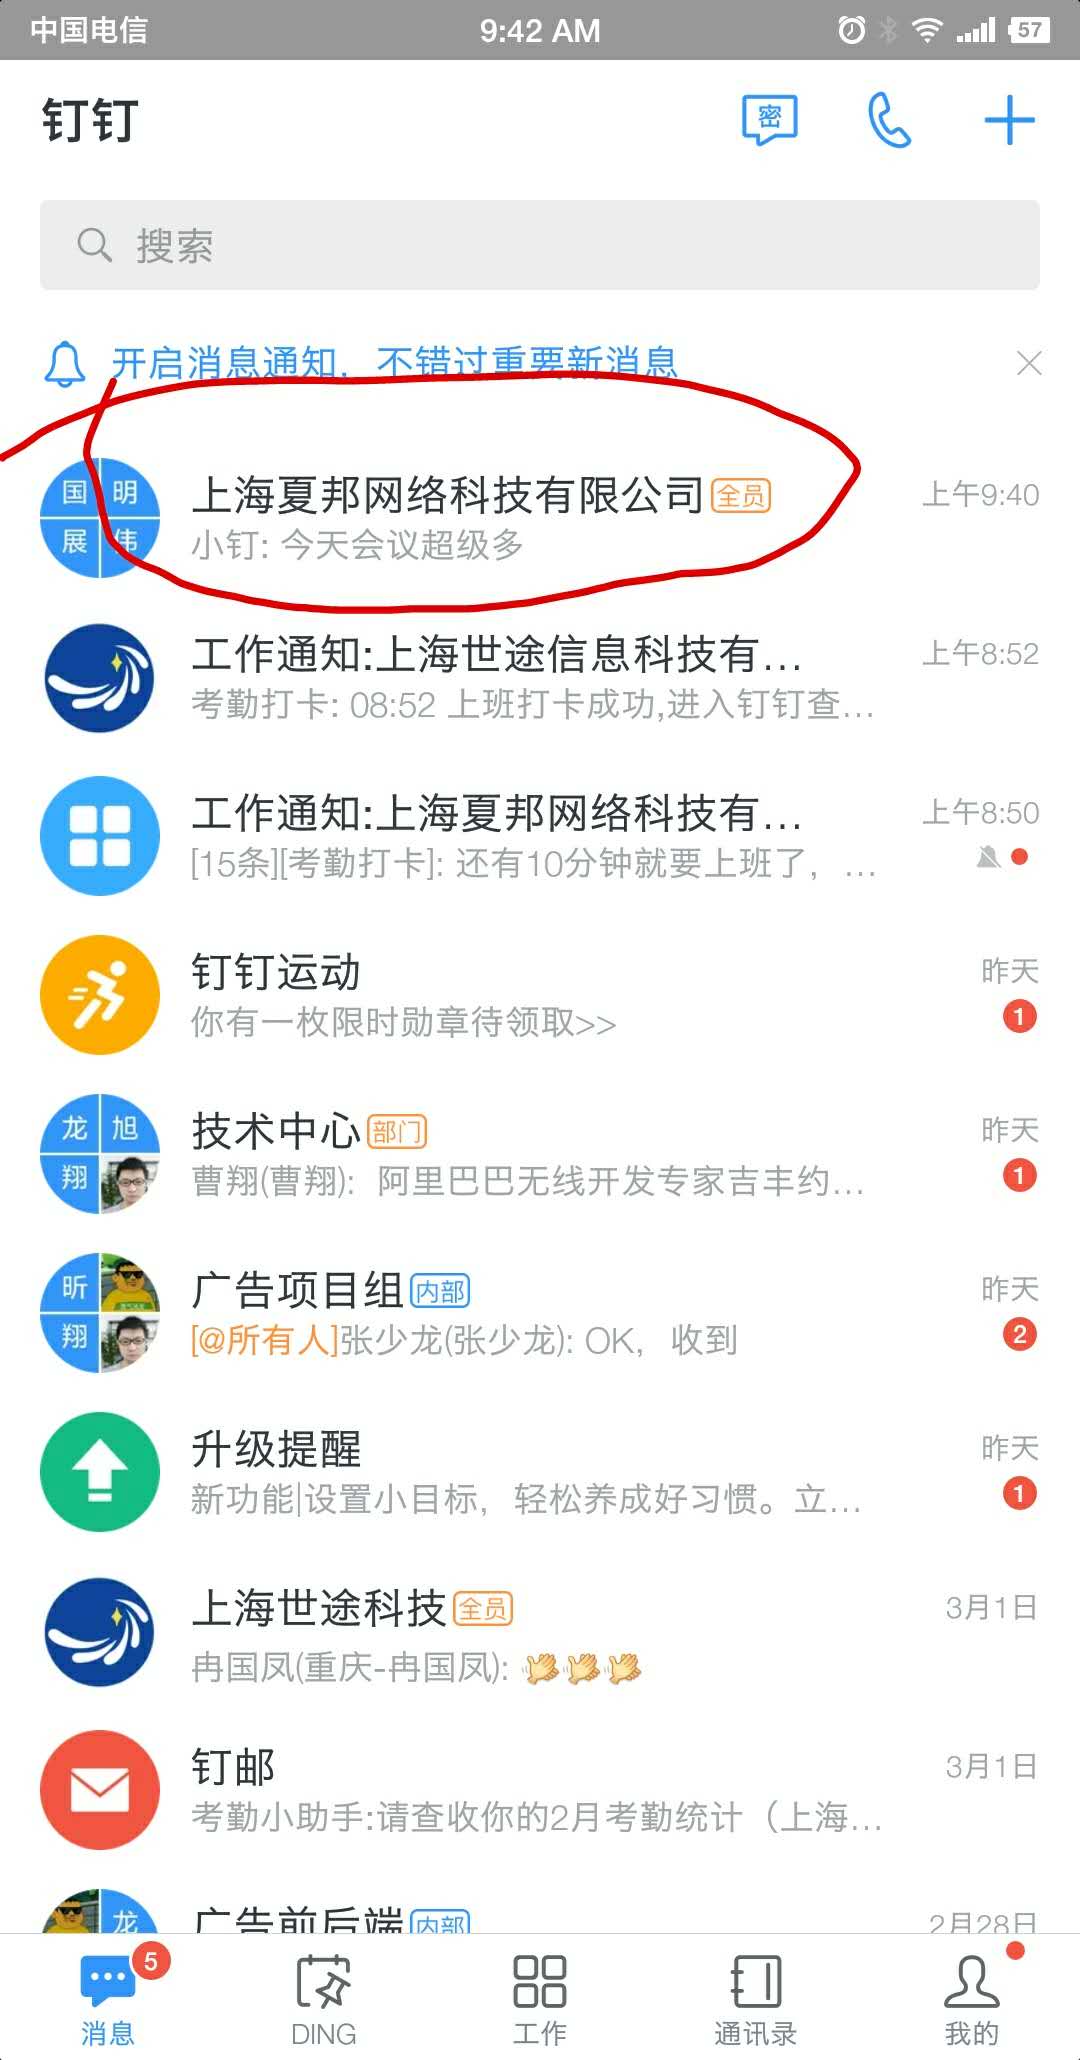 中国电信 9:42 AM 57
钉钉 密
搜索
开启消息通知，不错过重要新消息
国 明 展 伟
上海夏邦网络科技有限公司 全员 上午9:40
小钉: 今天会议超级多
工作通知:上海世途信息科技有... 上午8:52
考勤打卡: 08:52 上班打卡成功,进入钉钉查...
工作通知:上海夏邦网络科技有... 上午8:50
[15条][考勤打卡]: 还有10分钟就要上班了，...
钉钉运动 昨天
你有一枚限时勋章待领取>> 1
龙 旭 翔
技术中心 部门 昨天
曹翔(曹翔): 阿里巴巴无线开发专家吉丰约... 1
昕 翔
广告项目组 内部 昨天
[@所有人]张少龙(张少龙): OK，收到 2
升级提醒 昨天
新功能|设置小目标，轻松养成好习惯。立... 1
上海世途科技 全员 3月1日
冉国凤(重庆-冉国凤): 👏👏👏
钉邮 3月1日
考勤小助手:请查收你的2月考勤统计（上海...
龙
广告前后端 内部 2月28日
5
消息 DING 工作 通讯录 我的